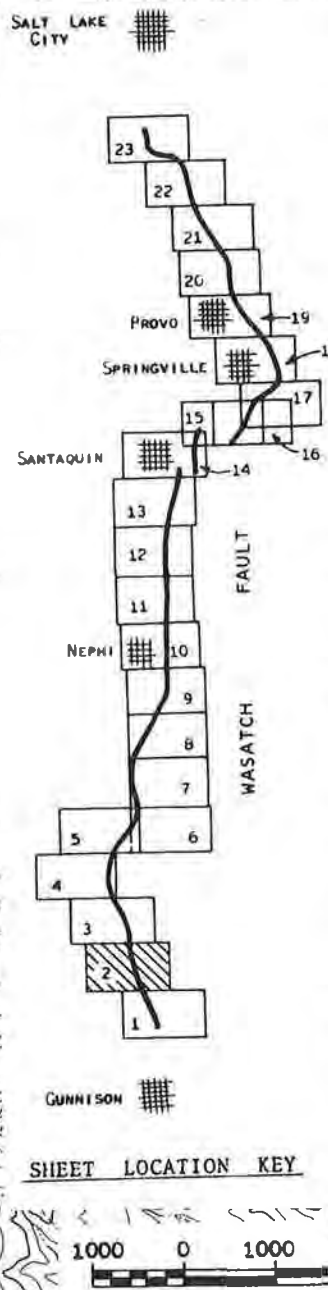 SALT LAKE
CITY
23
22
21
20
PROVO
19
SPRINGVILLE
17
15
16
SANTAQUIN
14
13
12
FAULT
11
NEPHI
10
9
WASATCH
8
7
5
6
4
3
2
1
GUNNISON
SHEET LOCATION KEY
1000 0 1000